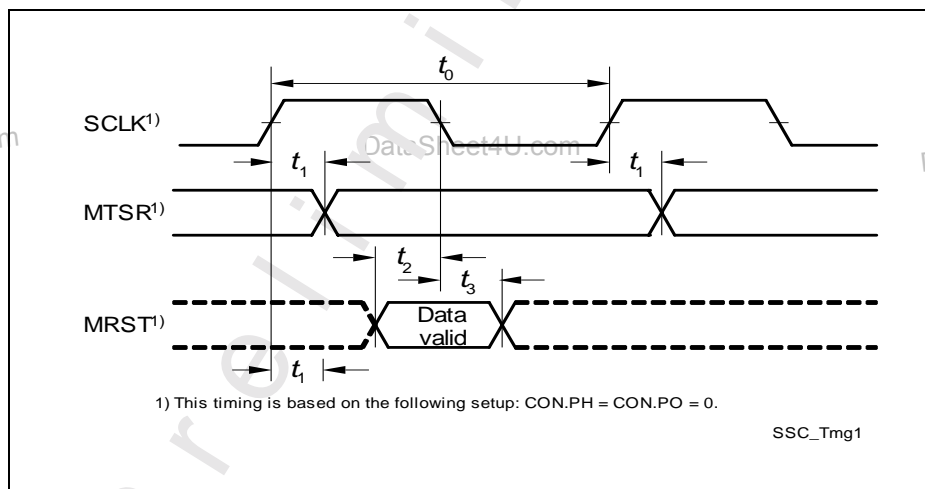 t₀
SCLK¹⁾
DataSheet4U.com
t₁
t₁
MTSR¹⁾
t₂
t₃
MRST¹⁾
Data
valid
t₁
1) This timing is based on the following setup: CON.PH = CON.PO = 0.
SSC_Tmg1
r e l i m i
m